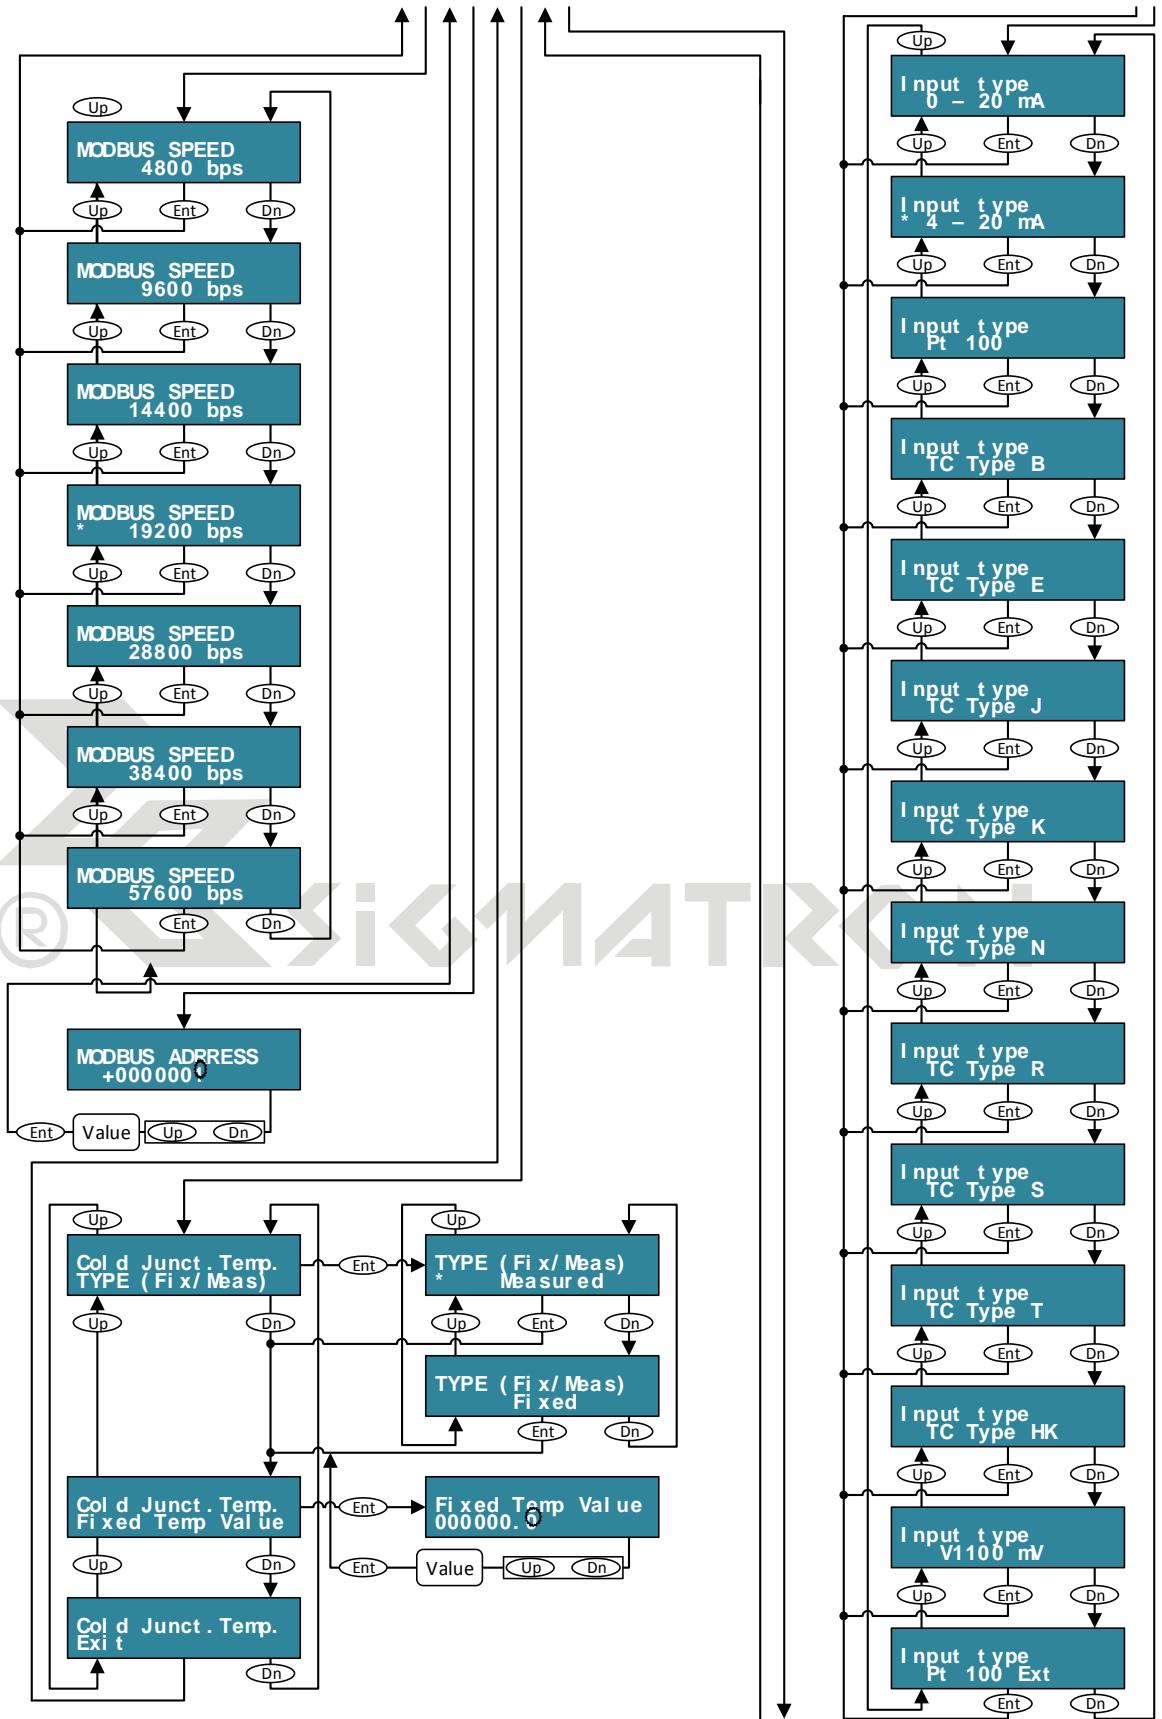 Up
MODBUS SPEED
4800 bps
Up Ent Dn
MODBUS SPEED
9600 bps
Up Ent Dn
MODBUS SPEED
14400 bps
Up Ent Dn
MODBUS SPEED
* 19200 bps
Up Ent Dn
MODBUS SPEED
28800 bps
Up Ent Dn
MODBUS SPEED
38400 bps
Up Ent Dn
MODBUS SPEED
57600 bps
Ent Dn
MODBUS ADRRESS
+0000001
Ent Value Up Dn
Up
Cold Junct.Temp.
TYPE (Fix/Meas)
Ent
Up Dn
Up
TYPE (Fix/Meas)
* Measured
Up Ent Dn
TYPE (Fix/Meas)
Fixed
Ent Dn
Cold Junct.Temp.
Fixed Temp Value
Ent
Fixed Temp Value
000000.0
Ent Value Up Dn
Up Dn
Cold Junct.Temp.
Exit
Dn
Up
Input type
0 – 20 mA
Up Ent Dn
Input type
* 4 – 20 mA
Up Ent Dn
Input type
Pt 100
Up Ent Dn
Input type
TC Type B
Up Ent Dn
Input type
TC Type E
Up Ent Dn
Input type
TC Type J
Up Ent Dn
Input type
TC Type K
Up Ent Dn
Input type
TC Type N
Up Ent Dn
Input type
TC Type R
Up Ent Dn
Input type
TC Type S
Up Ent Dn
Input type
TC Type T
Up Ent Dn
Input type
TC Type HK
Up Ent Dn
Input type
V1100 mV
Up Ent Dn
Input type
Pt 100 Ext
Ent Dn
® SiGMATRON